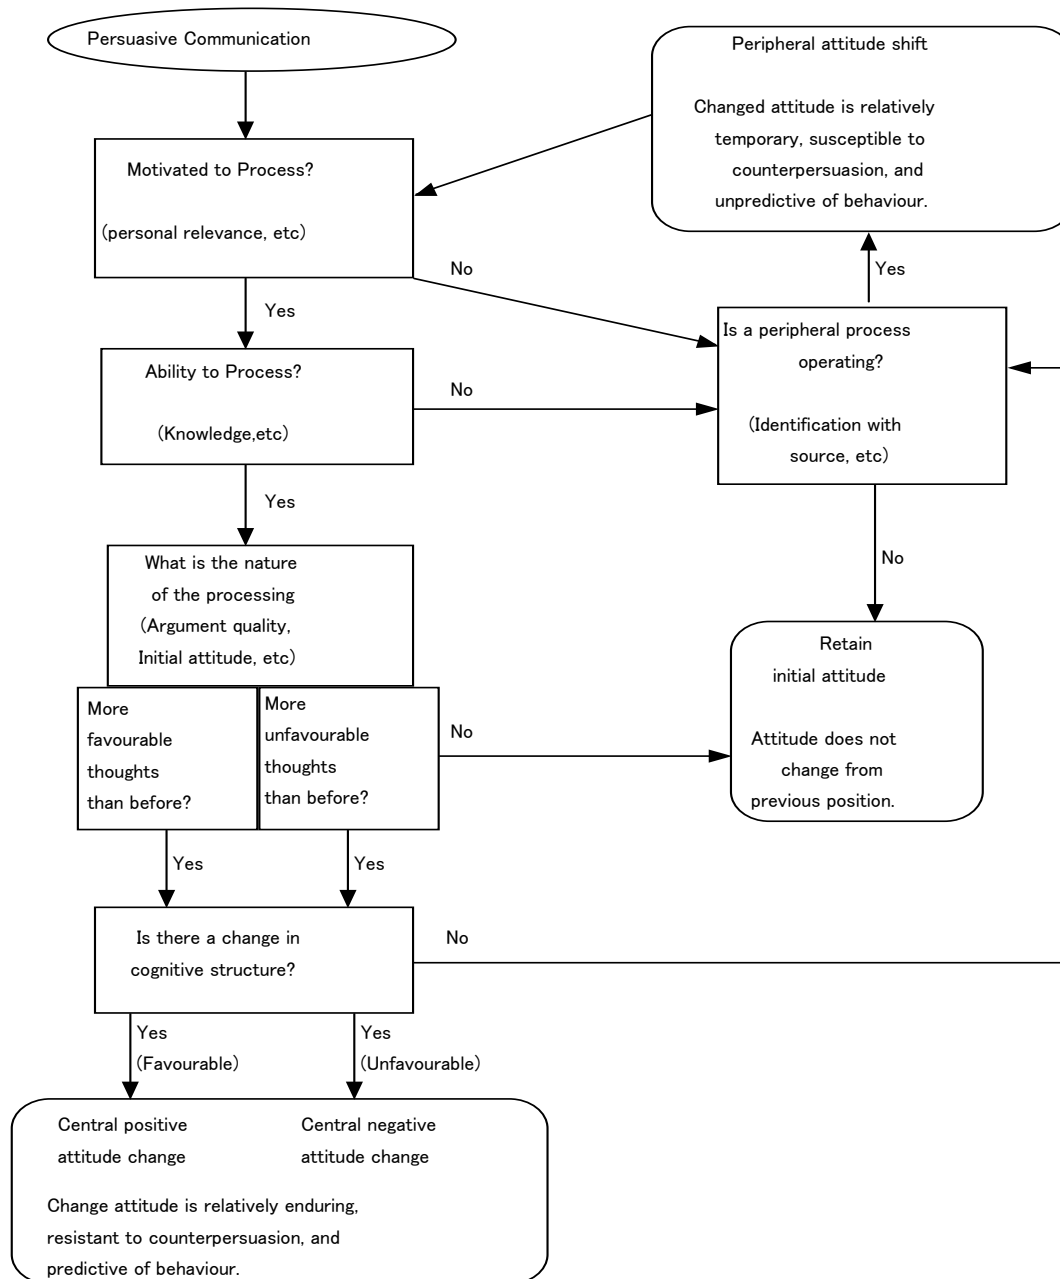 Persuasive Communication
Peripheral attitude shift
Changed attitude is relatively
temporary, susceptible to
counterpersuasion, and
unpredictive of behaviour.
Motivated to Process?
(personal relevance, etc)
No
Yes
Yes
Is a peripheral process
operating?
(Identification with
source, etc)
Ability to Process?
(Knowledge,etc)
No
Yes
No
What is the nature
of the processing
(Argument quality,
Initial attitude, etc)
More
favourable
thoughts
than before?
More
unfavourable
thoughts
than before?
No
Retain
initial attitude
Attitude does not
change from
previous position.
Yes
Yes
Is there a change in
cognitive structure?
No
Yes
(Favourable)
Yes
(Unfavourable)
Central positive
attitude change
Central negative
attitude change
Change attitude is relatively enduring,
resistant to counterpersuasion, and
predictive of behaviour.